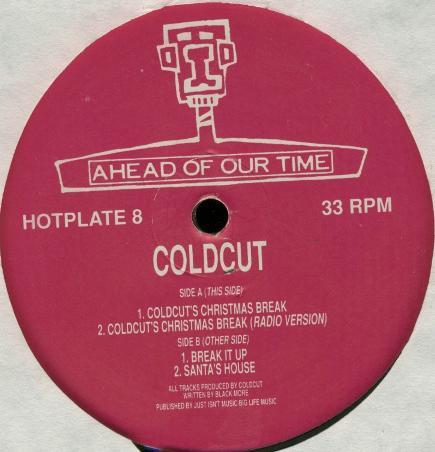 AHEAD OF OUR TIME
HOTPLATE 8
33 RPM
COLDCUT
SIDE A (THIS SIDE)
1. COLDCUT'S CHRISTMAS BREAK
2. COLDCUT'S CHRISTMAS BREAK (RADIO VERSION)
SIDE B (OTHER SIDE)
1. BREAK IT UP
2. SANTA'S HOUSE
ALL TRACKS PRODUCED BY COLDCUT
WRITTEN BY BLACK MORE
PUBLISHED BY JUST ISN'T MUSIC BIG LIFE MUSIC